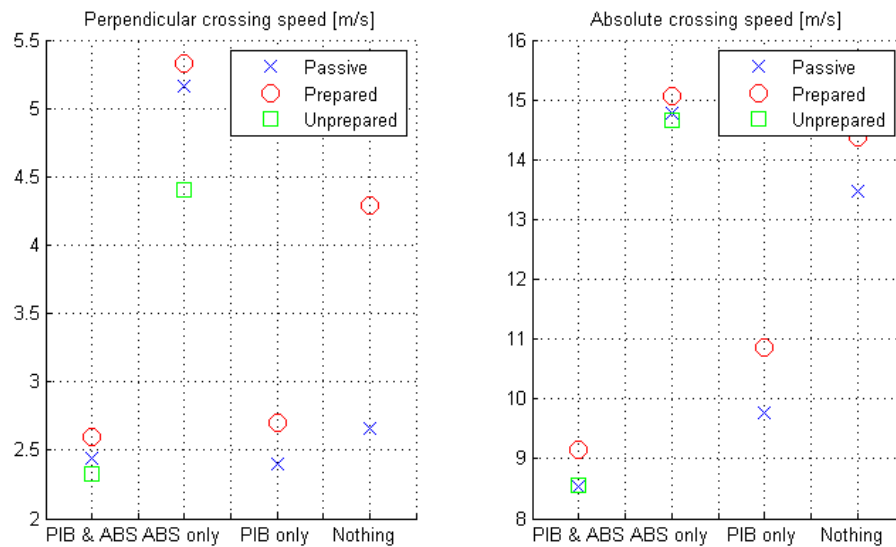 Perpendicular crossing speed [m/s]
5.5
5
4.5
4
3.5
3
2.5
2
Passive
Prepared
Unprepared
PIB & ABS
ABS only
PIB only
Nothing
Absolute crossing speed [m/s]
16
15
14
13
12
11
10
9
8
Passive
Prepared
Unprepared
PIB & ABS
ABS only
PIB only
Nothing